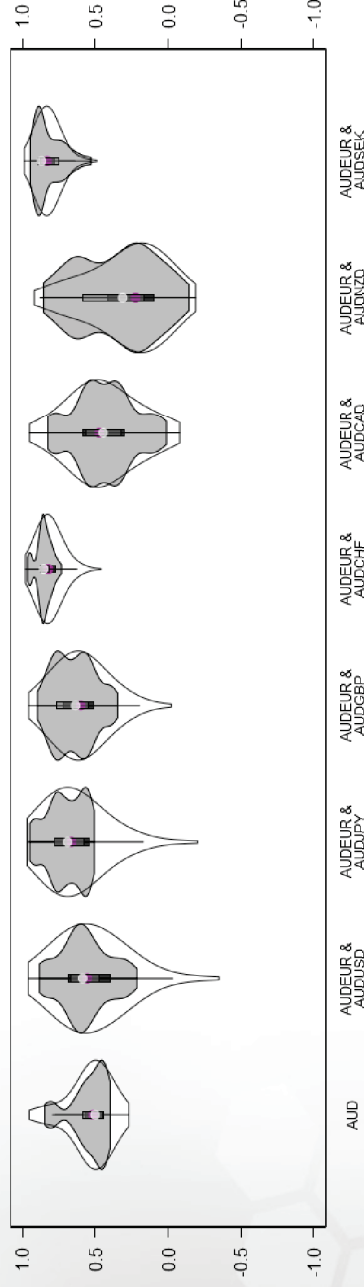 1.0
0.5
0.0
-0.5
-1.0
AUD
AUDEUR &
AUDUSD
AUDEUR &
AUDJPY
AUDEUR &
AUDGBP
AUDEUR &
AUDCHF
AUDEUR &
AUDCAD
AUDEUR &
AUDNZD
AUDEUR &
AUDSEK
1.0
0.5
0.0
-0.5
-1.0